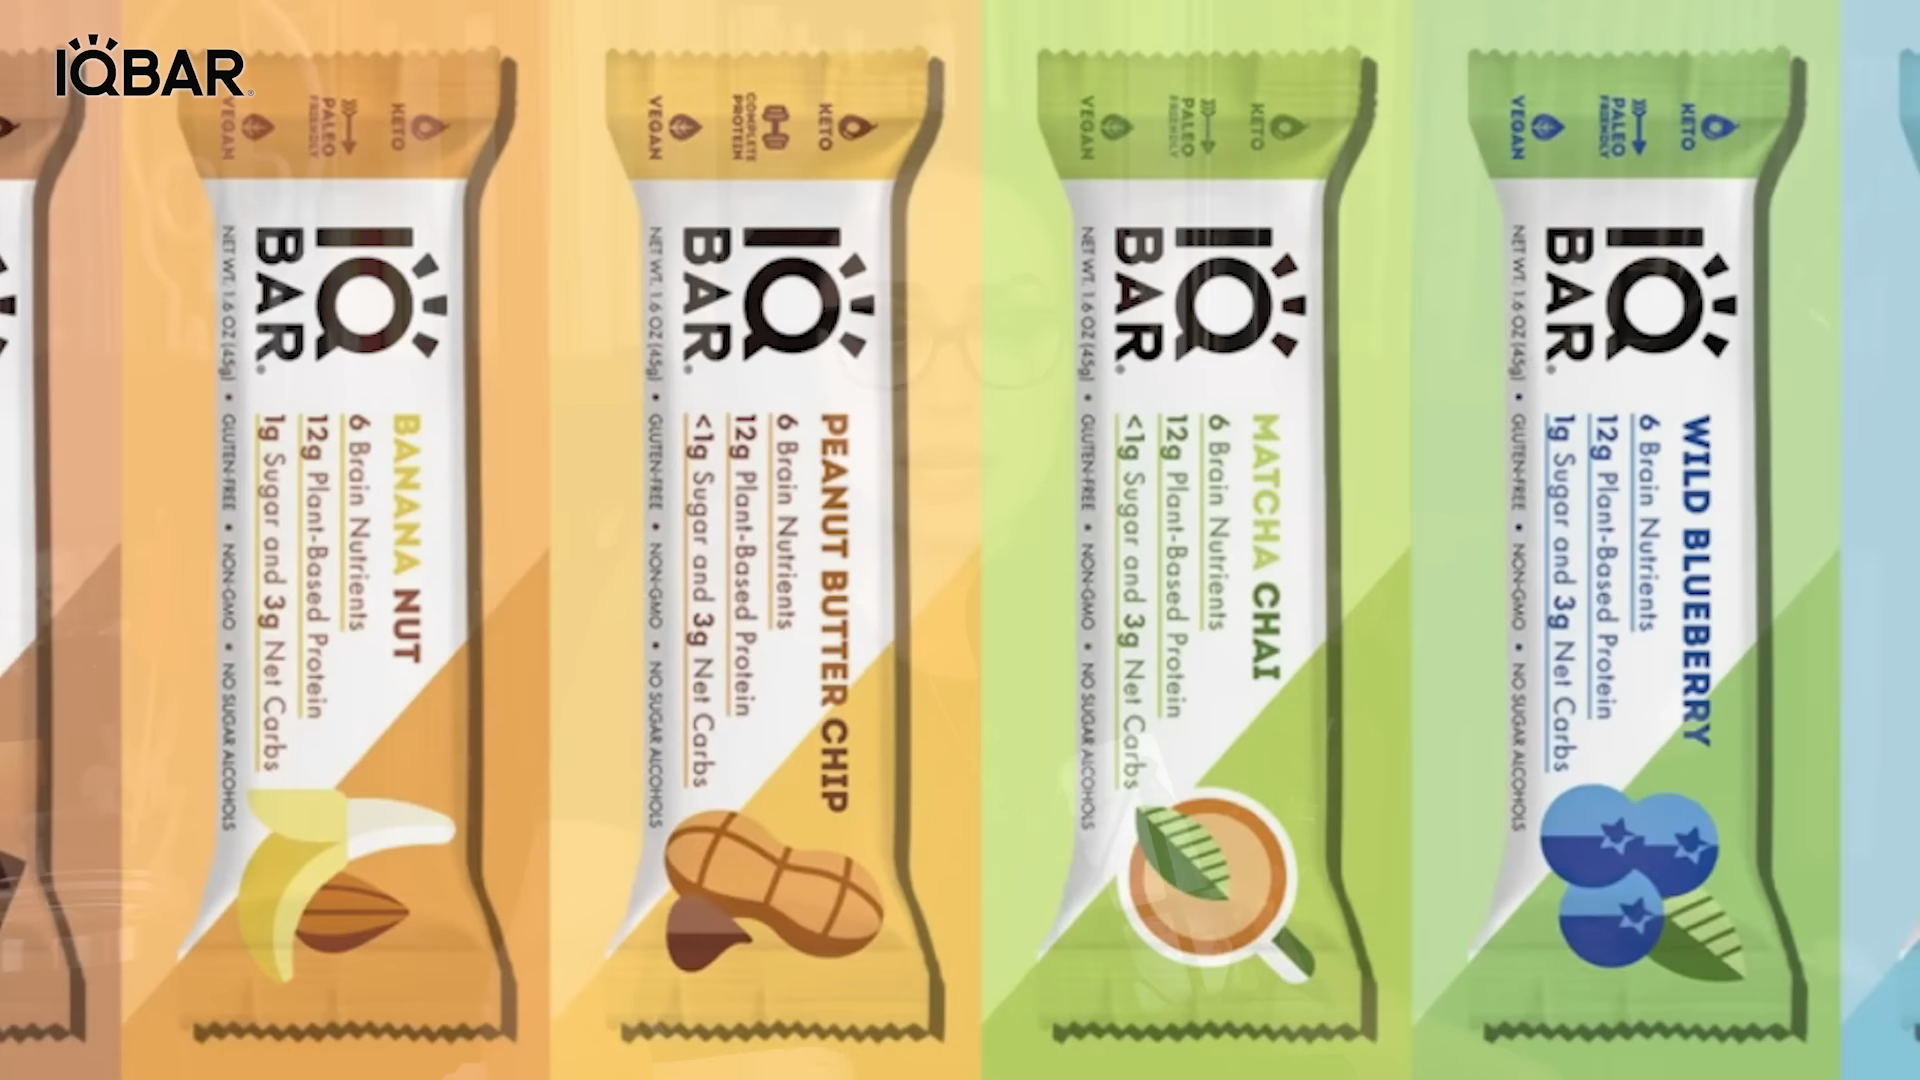 IQBAR
VEGAN
PALEO
FRIENDLY
KETO
IQ
BAR®
BANANA NUT
6 Brain Nutrients
12g Plant-Based Protein
1g Sugar and 3g Net Carbs
NET WT. 1.6 OZ (45g) • GLUTEN-FREE • NON-GMO • NO SUGAR ALCOHOLS
VEGAN
COMPLETE
PROTEIN
KETO
IQ
BAR®
PEANUT BUTTER CHIP
6 Brain Nutrients
12g Plant-Based Protein
<1g Sugar and 3g Net Carbs
NET WT. 1.6 OZ (45g) • GLUTEN-FREE • NON-GMO • NO SUGAR ALCOHOLS
VEGAN
PALEO
FRIENDLY
KETO
IQ
BAR®
MATCHA CHAI
6 Brain Nutrients
12g Plant-Based Protein
<1g Sugar and 3g Net Carbs
NET WT. 1.6 OZ (45g) • GLUTEN-FREE • NON-GMO • NO SUGAR ALCOHOLS
VEGAN
PALEO
FRIENDLY
KETO
IQ
BAR®
WILD BLUEBERRY
6 Brain Nutrients
12g Plant-Based Protein
1g Sugar and 3g Net Carbs
NET WT. 1.6 OZ (45g) • GLUTEN-FREE • NON-GMO • NO SUGAR ALCOHOLS